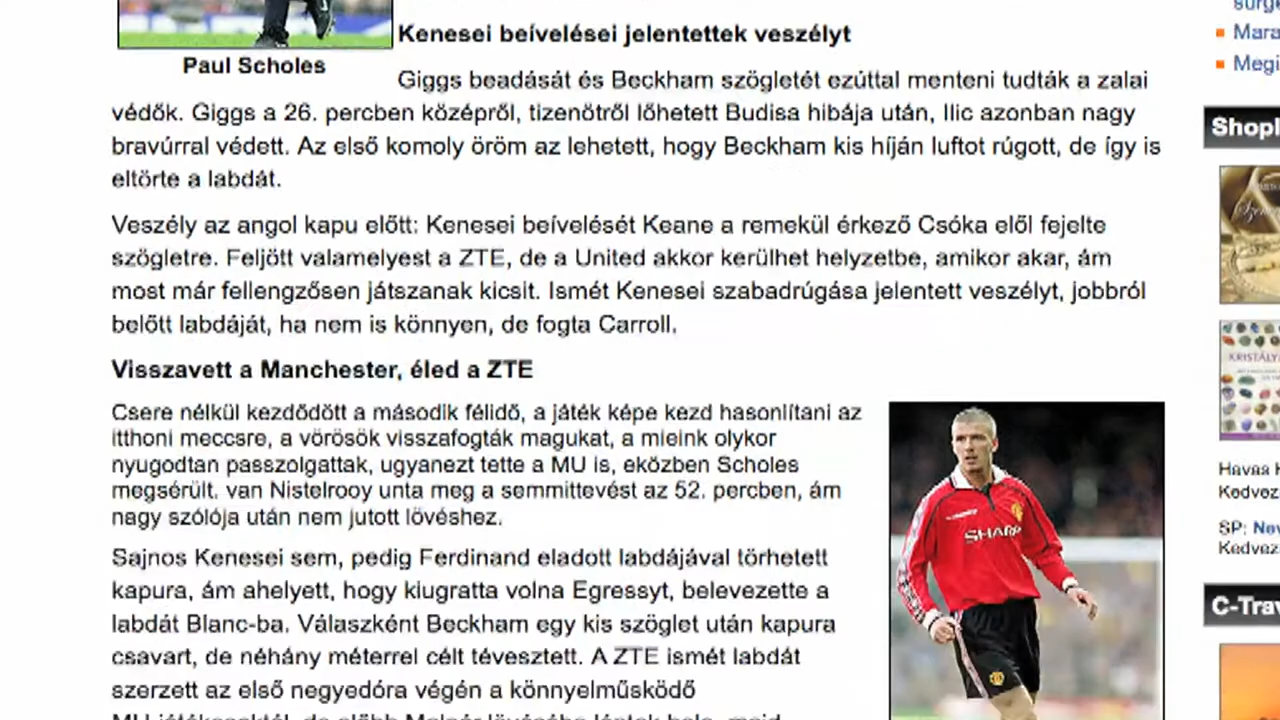 Kenesei beívelései jelentettek veszélyt
Paul Scholes
Giggs beadását és Beckham szögletét ezúttal menteni tudták a zalai
védők. Giggs a 26. percben középről, tizenötről lőhetett Budisa hibája után, Ilic azonban nagy
bravúrral védett. Az első komoly öröm az lehetett, hogy Beckham kis híján luftot rúgott, de így is
eltörte a labdát.
Veszély az angol kapu előtt: Kenesei beívelését Keane a remekül érkező Csóka elől fejelte
szögletre. Feljött valamelyest a ZTE, de a United akkor kerülhet helyzetbe, amikor akar, ám
most már fellengzősen játszanak kicsit. Ismét Kenesei szabadrúgása jelentett veszélyt, jobbról
belőtt labdáját, ha nem is könnyen, de fogta Carroll.
Visszavett a Manchester, éled a ZTE
Csere nélkül kezdődött a második félidő, a játék képe kezd hasonlítani az
itthoni meccsre, a vörösök visszafogták magukat, a mieink olykor
nyugodtan passzolgattak, ugyanezt tette a MU is, eközben Scholes
megsérült. van Nistelrooy unta meg a semmittevést az 52. percben, ám
nagy szólója után nem jutott lövéshez.
Sajnos Kenesei sem, pedig Ferdinand eladott labdájával törhetett
kapura, ám ahelyett, hogy kiugratta volna Egressyt, belevezette a
labdát Blanc-ba. Válaszként Beckham egy kis szöglet után kapura
csavart, de néhány méterrel célt tévesztett. A ZTE ismét labdát
szerzett az első negyedóra végén a könnyelműsködő
SHARP
Mara
Megi
Shop
KRISTÁLY
Havas
Kedvez
SP: Nev
Kedvez
C-Trav